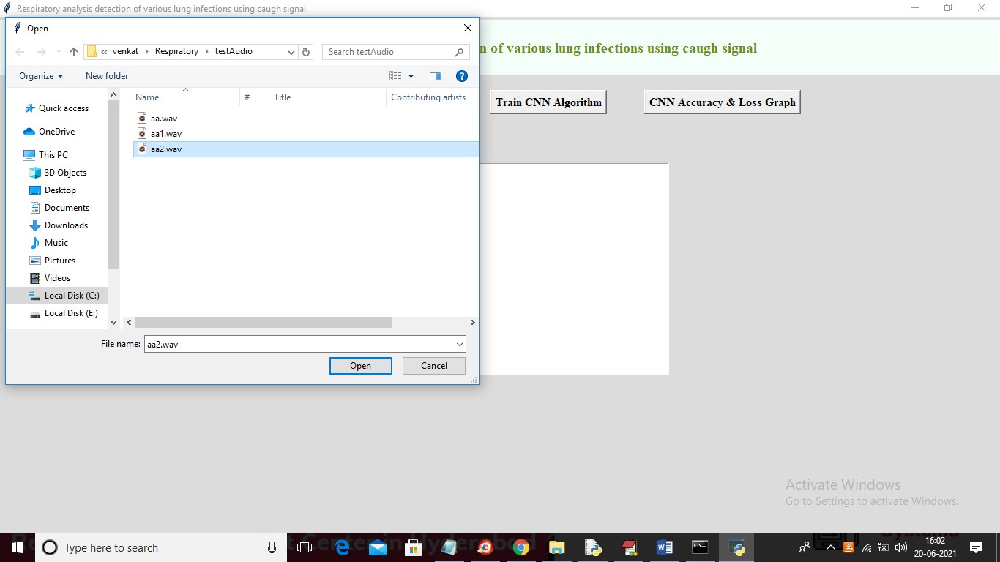 Respiratory analysis detection of various lung infections using caugh signal
Open
« venkat › Respiratory › testAudio
Search testAudio
n of various lung infections using caugh signal
Organize
New folder
?
Name
#
Title
Contributing artists
Train CNN Algorithm
CNN Accuracy & Loss Graph
Quick access
OneDrive
This PC
3D Objects
Desktop
Documents
Downloads
Music
Pictures
Videos
Local Disk (C:)
Local Disk (E:)
aa.wav
aa1.wav
aa2.wav
File name:
aa2.wav
Open
Cancel
Activate Windows
Go to Settings to activate Windows.
Type here to search
t Center in Hyderabad
Systems
16:02
20-06-2021